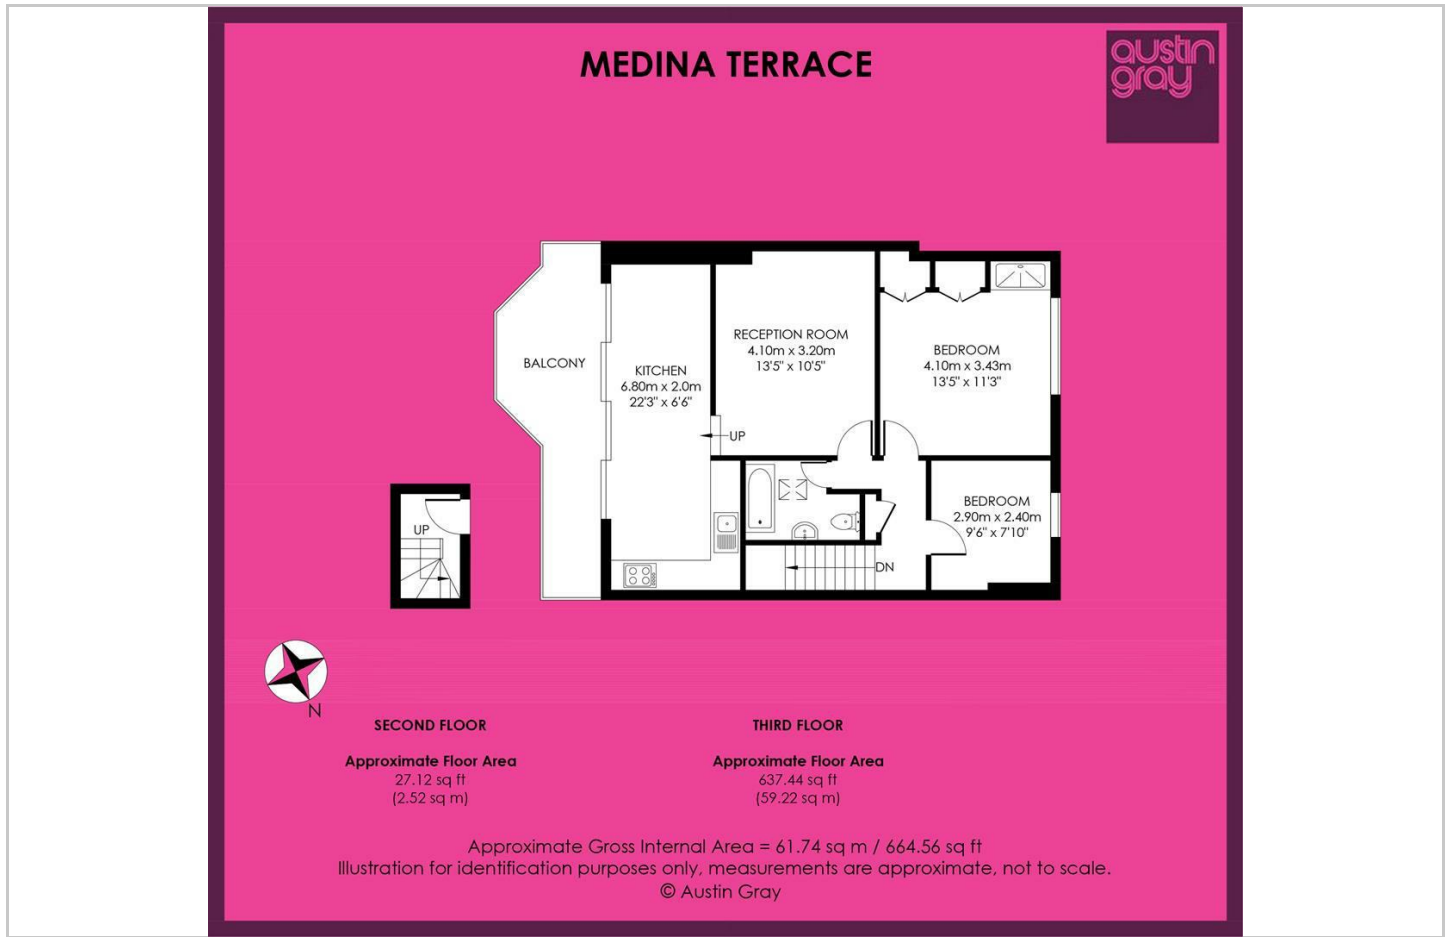 MEDINA TERRACE
austin
gray
BALCONY
KITCHEN
6.80m x 2.0m
22'3" x 6'6"
RECEPTION ROOM
4.10m x 3.20m
13'5" x 10'5"
BEDROOM
4.10m x 3.43m
13'5" x 11'3"
UP
BEDROOM
2.90m x 2.40m
9'6" x 7'10"
DN
UP
N
SECOND FLOOR
Approximate Floor Area
27.12 sq ft
(2.52 sq m)
THIRD FLOOR
Approximate Floor Area
637.44 sq ft
(59.22 sq m)
Approximate Gross Internal Area = 61.74 sq m / 664.56 sq ft
Illustration for identification purposes only, measurements are approximate, not to scale.
© Austin Gray